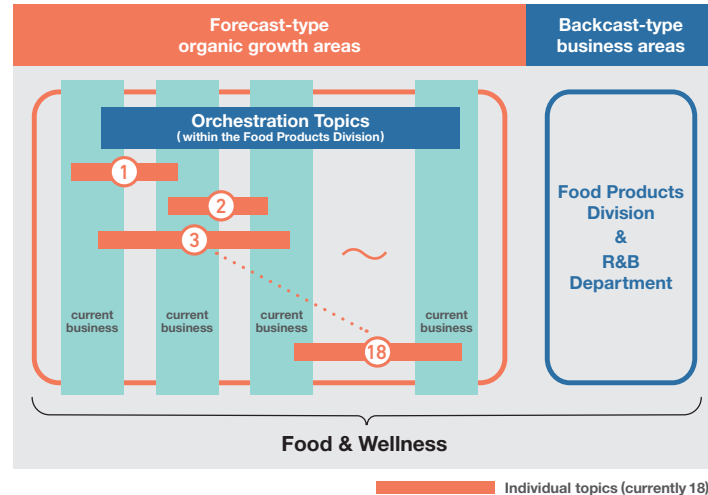 Forecast-type
organic growth areas
Backcast-type
business areas
Orchestration Topics
(within the Food Products Division)
1
2
3
current
business
current
business
current
business
current
business
18
Food Products
Division
&
R&B
Department
Food & Wellness
Individual topics (currently 18)